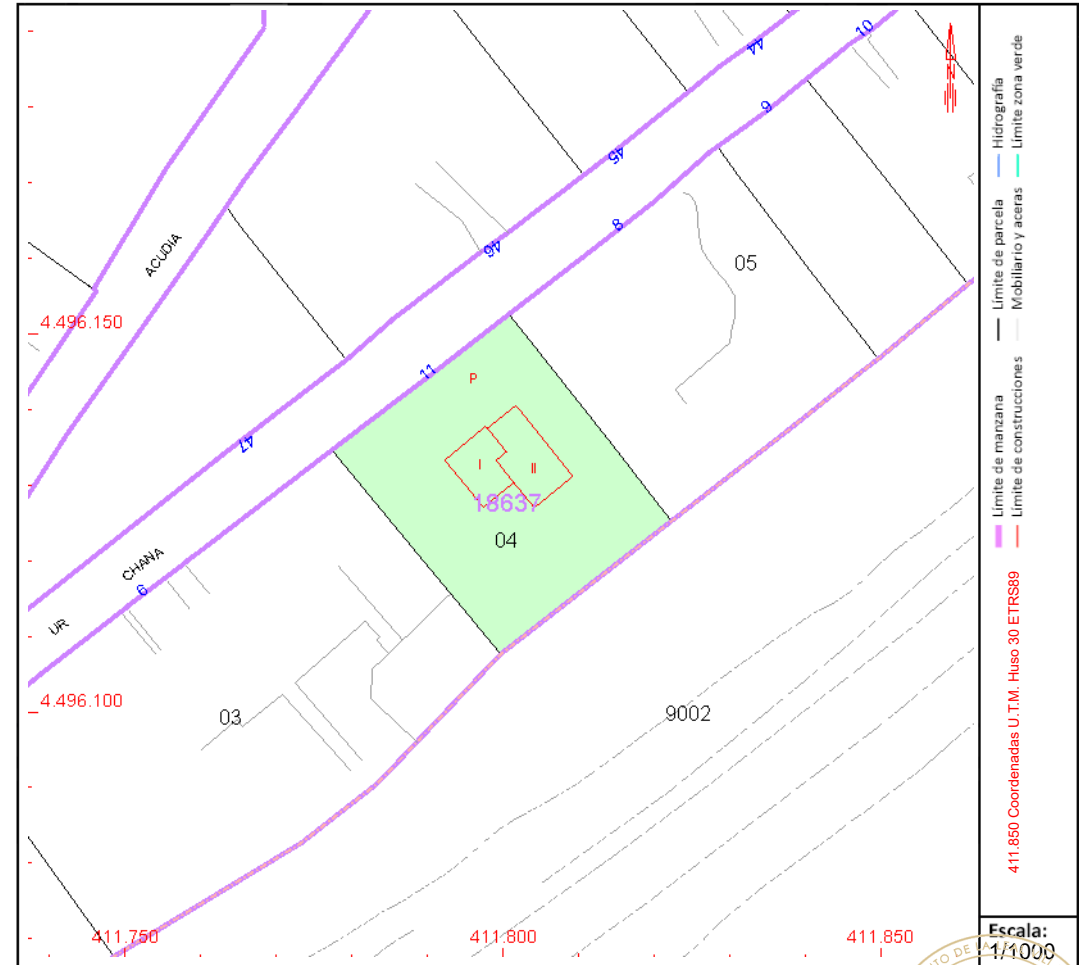 44
10
9
45
8
46
ACUDIA
05
4.496.150
11
P
47
I
II
18637
04
CHANA
6
UR
4.496.100
03
9002
411.750
411.800
411.850
N
Límite de manzana
Límite de parcela
Hidrografía
Límite de construcciones
Mobiliario y aceras
Límite zona verde
411.850 Coordenadas U.T.M. Huso 30 ETRS89
Escala:
1/1000